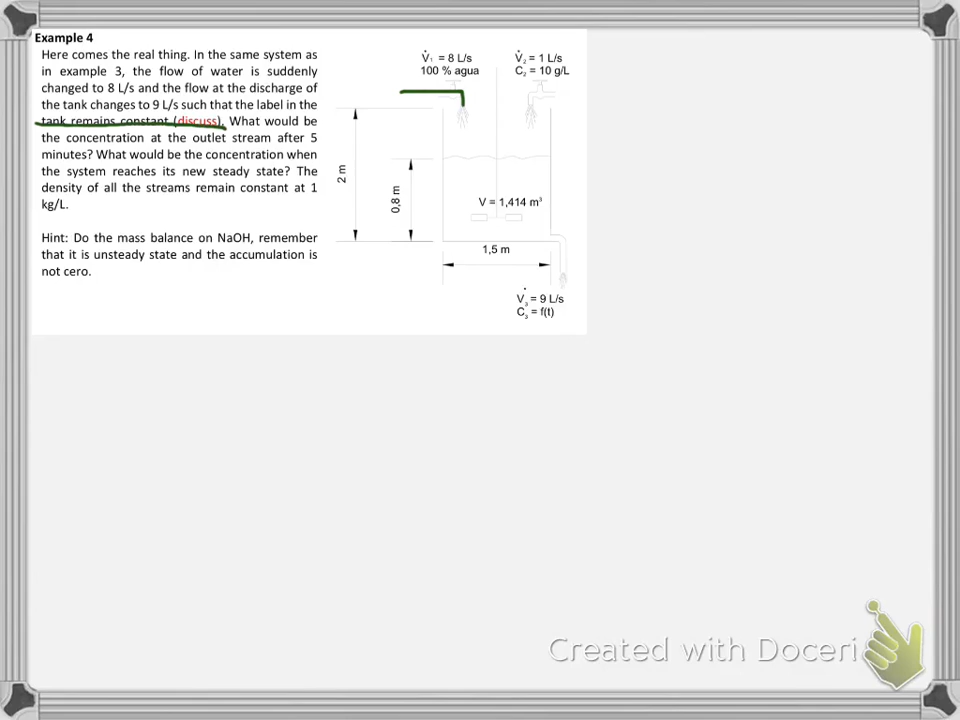 Example 4
Here comes the real thing. In the same system as
in example 3, the flow of water is suddenly
changed to 8 L/s and the flow at the discharge of
the tank changes to 9 L/s such that the label in the
tank remains constant (discuss). What would be
the concentration at the outlet stream after 5
minutes? What would be the concentration when
the system reaches its new steady state? The
density of all the streams remain constant at 1
kg/L.
Hint: Do the mass balance on NaOH, remember
that it is unsteady state and the accumulation is
not cero.
V̇₁ = 8 L/s
100 % agua
V̇₂ = 1 L/s
C₂ = 10 g/L
2 m
0,8 m
V = 1,414 m³
1,5 m
V̇₃ = 9 L/s
C₃ = f(t)
Created with Doceri